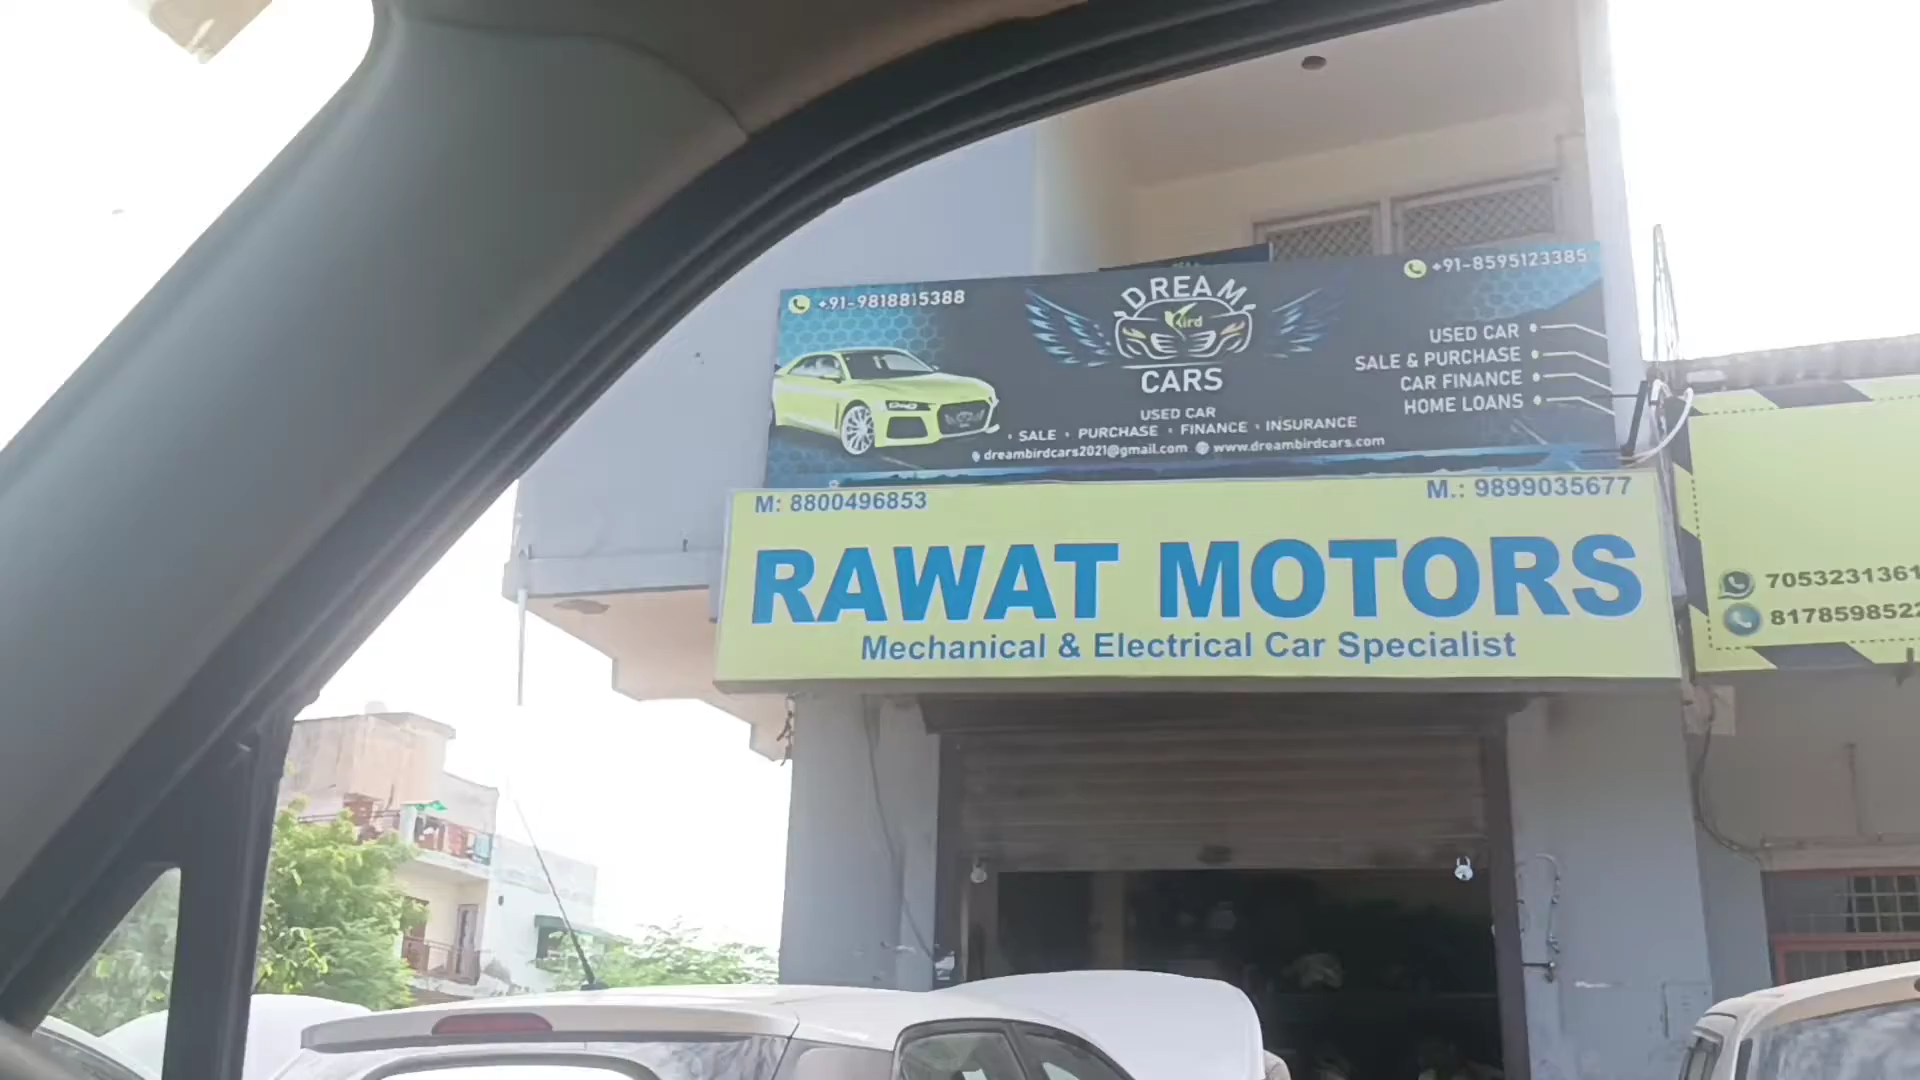 +91-9818815388
+91-8595123385
DREAM
Bird
CARS
USED CAR
SALE & PURCHASE
CAR FINANCE
HOME LOANS
USED CAR
• SALE • PURCHASE • FINANCE • INSURANCE
dreambirdcars2021@gmail.com www.dreambirdcars.com
M: 8800496853
M.: 9899035677
RAWAT MOTORS
Mechanical & Electrical Car Specialist
7053231361
817859852